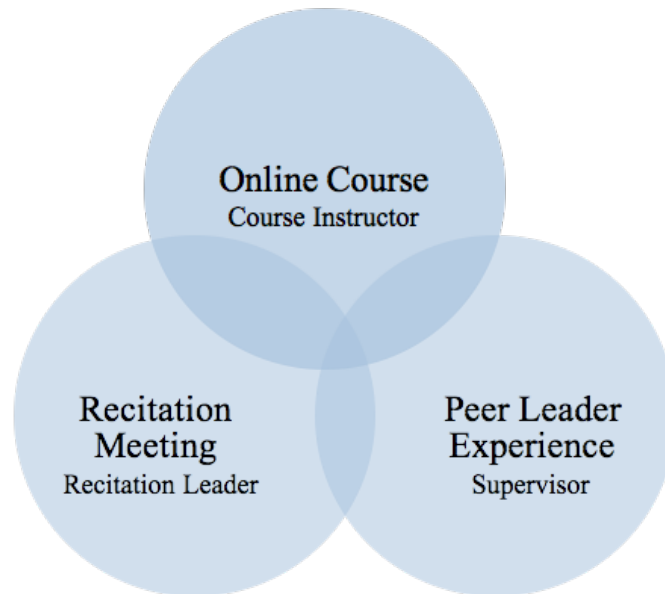 Online Course
Course Instructor
Recitation
Meeting
Recitation Leader
Peer Leader
Experience
Supervisor